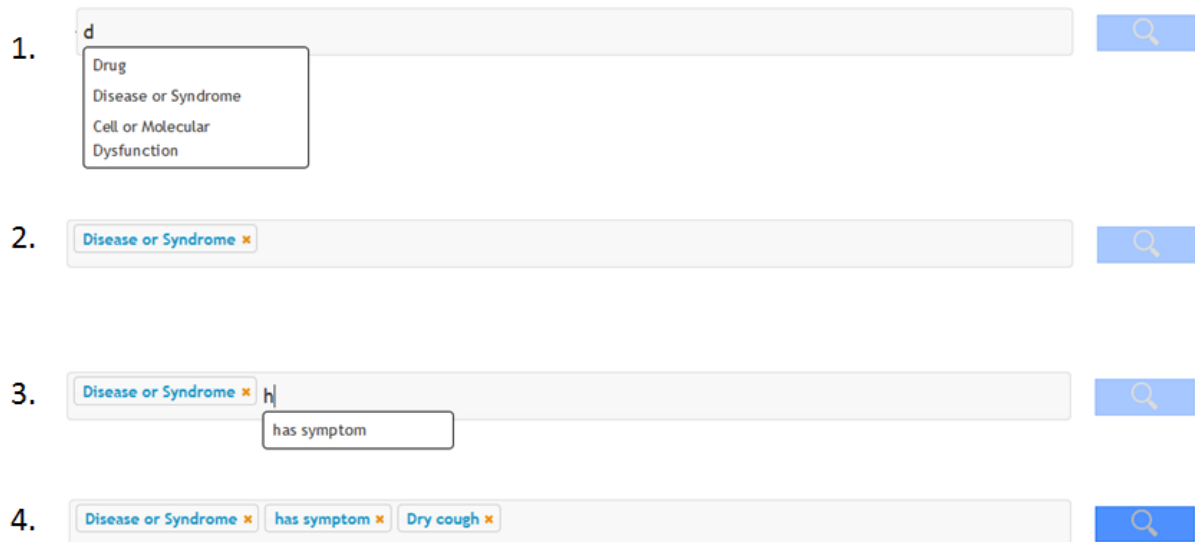 1.
d
Drug
Disease or Syndrome
Cell or Molecular
Dysfunction
2.
Disease or Syndrome ×
3.
Disease or Syndrome × h
has symptom
4.
Disease or Syndrome × has symptom × Dry cough ×